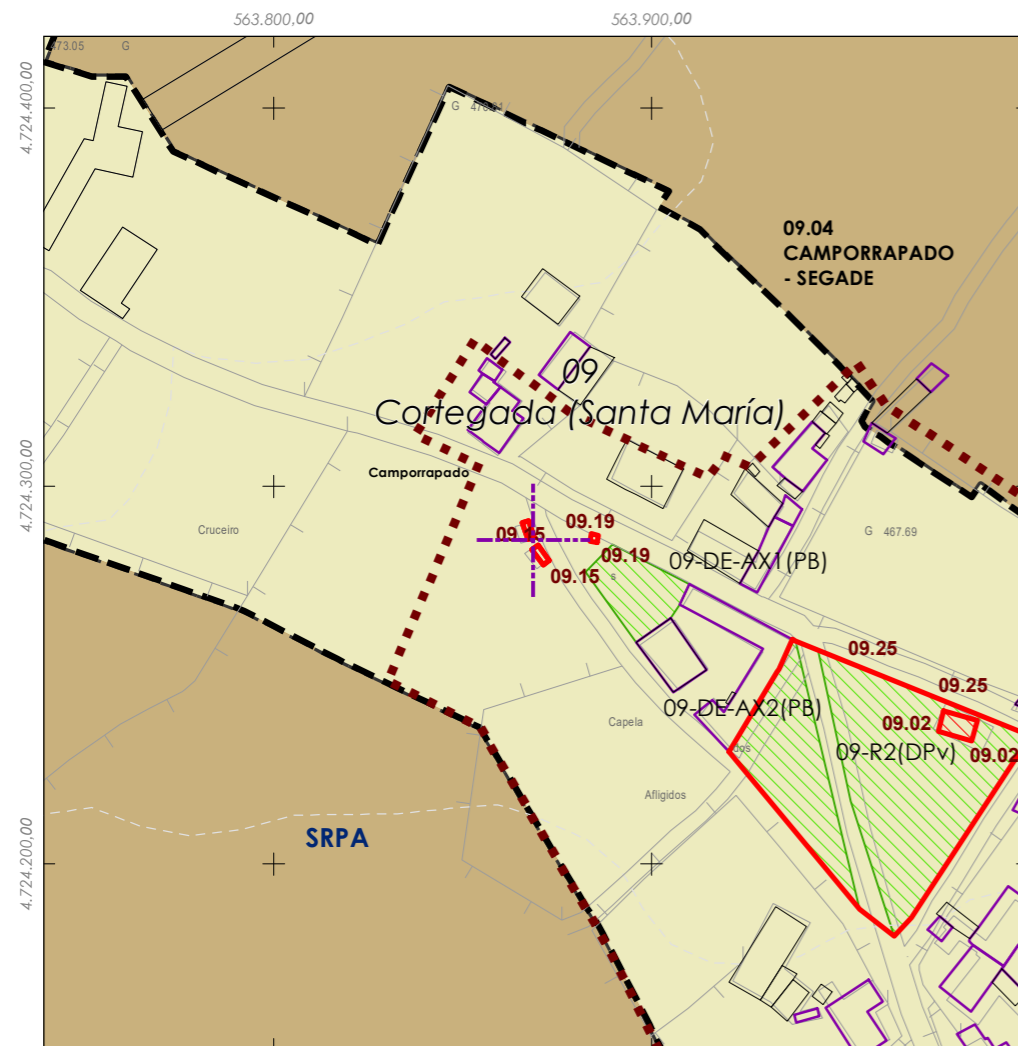 563.800,00
563.900,00
473.05
G
4.724.400,00
G
09.04
CAMPORRAPADO
- SEGADE
09
Cortegada (Santa María)
Camporrapado
4.724.300,00
Cruceiro
09.15
09.19
09.19
09.15
G 467.69
09-DE-AX1(PB)
s
09.25
09.25
09-DE-AX2(PB)
Capela
09.02
09-R2(DPv)
09.02
dos
Afligidos
SRPA
4.724.200,00